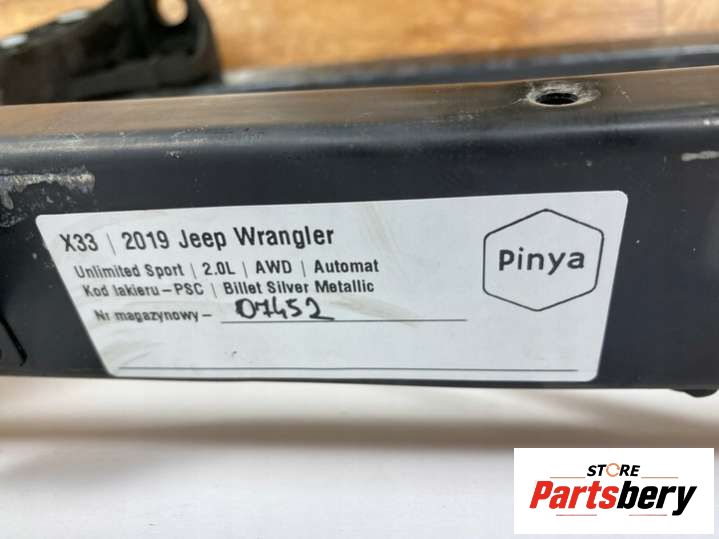 X33 | 2019 Jeep Wrangler
Unlimited Sport | 2.0L | AWD | Automat
Kod lakieru-PSC | Billet Silver Metallic
Nr magazynowy- 07452
Pinya
STORE
Partsbery